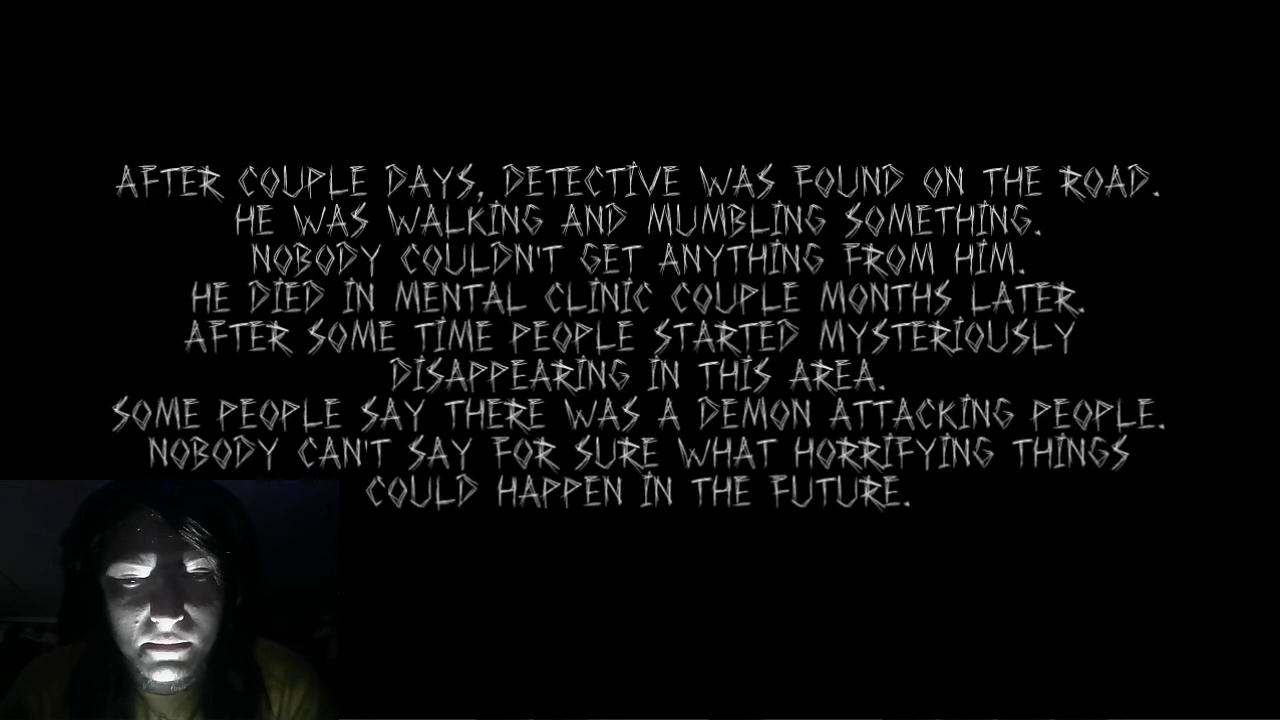 AFTER COUPLE DAYS, DETECTIVE WAS FOUND ON THE ROAD.
HE WAS WALKING AND MUMBLING SOMETHING.
NOBODY COULDN'T GET ANYTHING FROM HIM.
HE DIED IN MENTAL CLINIC COUPLE MONTHS LATER.
AFTER SOME TIME PEOPLE STARTED MYSTERIOUSLY
DISAPPEARING IN THIS AREA.
SOME PEOPLE SAY THERE WAS A DEMON ATTACKING PEOPLE.
NOBODY CAN'T SAY FOR SURE WHAT HORRIFYING THINGS
COULD HAPPEN IN THE FUTURE.